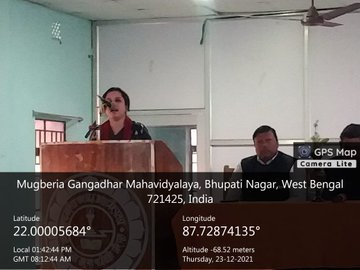 GPS Map
Camera Lite
Mugberia Gangadhar Mahavidyalaya, Bhupati Nagar, West Bengal
721425, India
Latitude
22.00005684°
Longitude
87.72874135°
Local 01:42:44 PM
GMT 08:12:44 AM
Altitude -68.52 meters
Thursday, 23-12-2021